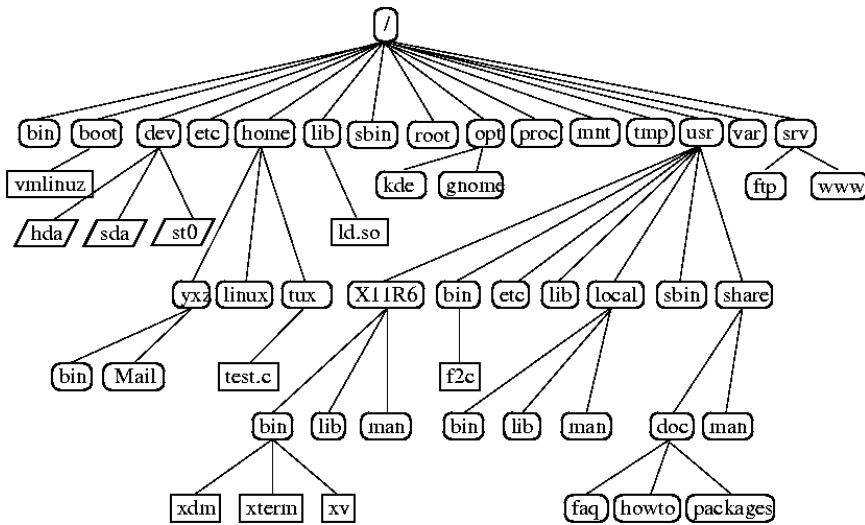 /
bin boot dev etc home lib sbin root opt proc mnt tmp usr var srv
vmlinuz kde gnome ftp www
hda sda st0 ld.so
yxz linux tux X11R6 bin etc lib local sbin share
bin Mail test.c f2c
bin lib man bin lib man doc man
xdm xterm xv faq howto packages